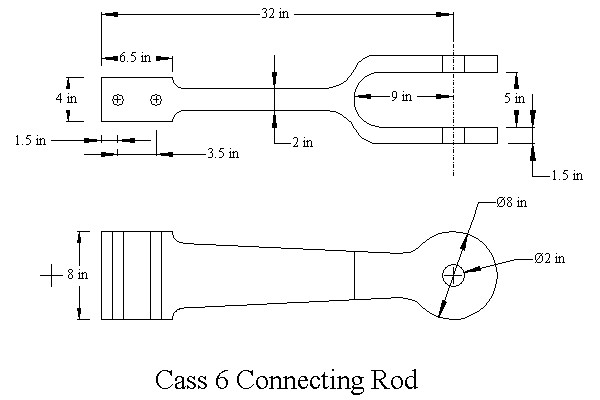 32 in
6.5 in
4 in
9 in
5 in
1.5 in
3.5 in
2 in
1.5 in
Ø8 in
Ø2 in
8 in
Cass 6 Connecting Rod